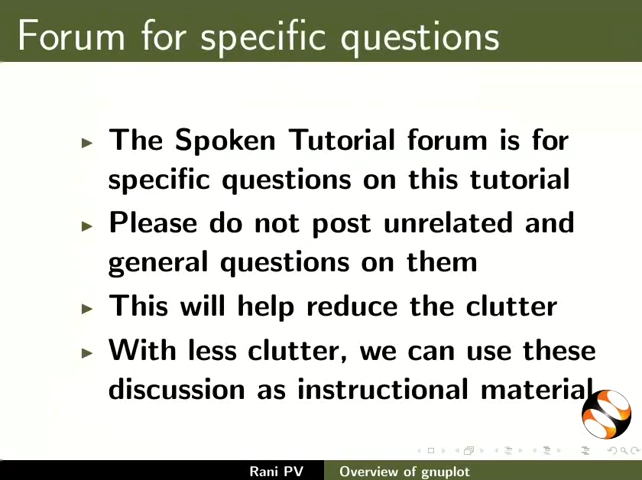 Forum for specific questions
The Spoken Tutorial forum is for
specific questions on this tutorial
Please do not post unrelated and
general questions on them
This will help reduce the clutter
With less clutter, we can use these
discussion as instructional material
Rani PV
Overview of gnuplot